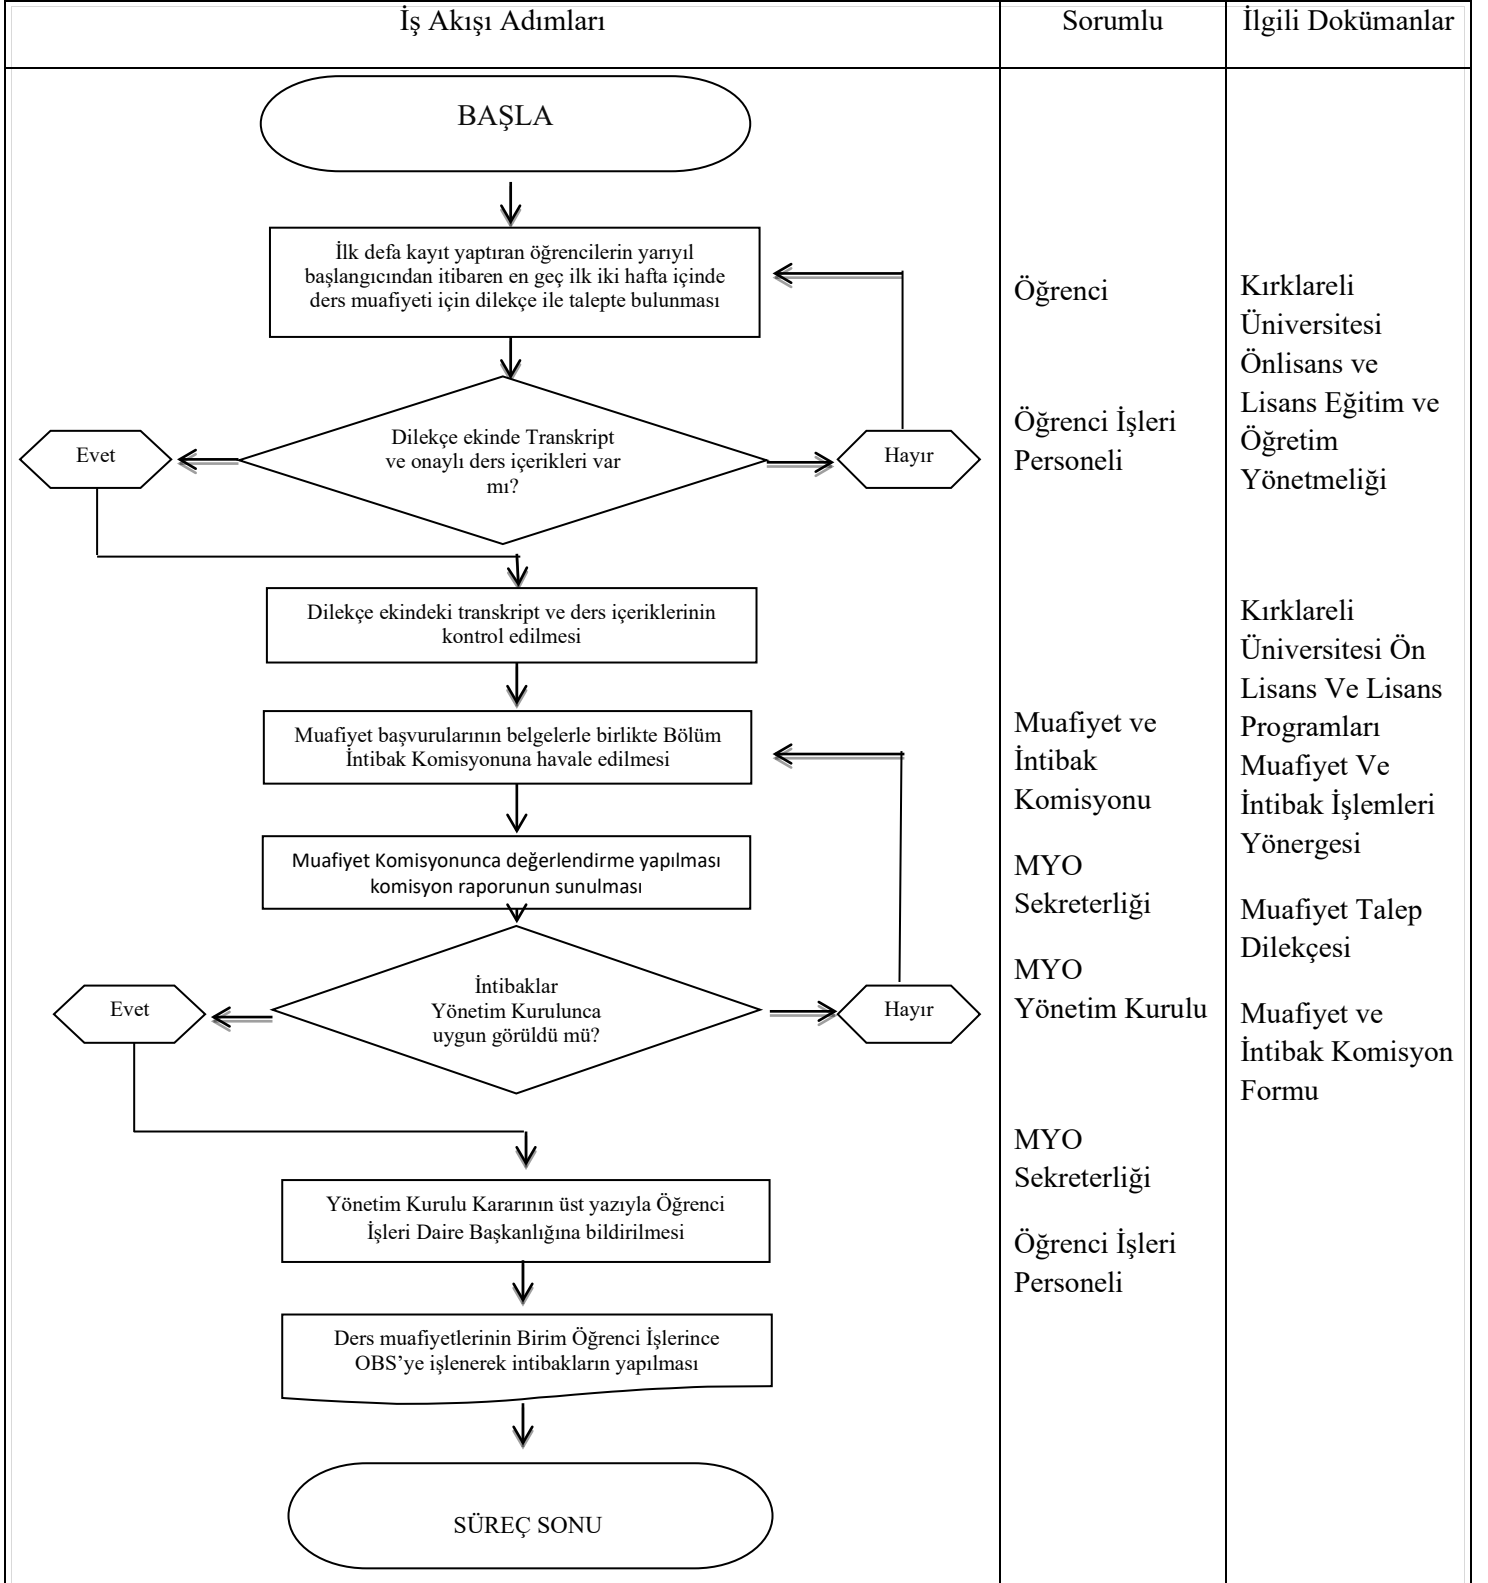 İş Akışı Adımları
Sorumlu
İlgili Dokümanlar
BAŞLA
İlk defa kayıt yaptıran öğrencilerin yarıyıl
başlangıcından itibaren en geç ilk iki hafta içinde
ders muafiyeti için dilekçe ile talepte bulunması
Dilekçe ekinde Transkript
ve onaylı ders içerikleri var
mı?
Evet
Hayır
Dilekçe ekindeki transkript ve ders içeriklerinin
kontrol edilmesi
Muafiyet başvurularının belgelerle birlikte Bölüm
İntibak Komisyonuna havale edilmesi
Muafiyet Komisyonunca değerlendirme yapılması
komisyon raporunun sunulması
İntibaklar
Yönetim Kurulunca
uygun görüldü mü?
Evet
Hayır
Yönetim Kurulu Kararının üst yazıyla Öğrenci
İşleri Daire Başkanlığına bildirilmesi
Ders muafiyetlerinin Birim Öğrenci İşlerince
OBS’ye işlenerek intibakların yapılması
SÜREÇ SONU
Öğrenci
Öğrenci İşleri
Personeli
Muafiyet ve
İntibak
Komisyonu
MYO
Sekreterliği
MYO
Yönetim Kurulu
MYO
Sekreterliği
Öğrenci İşleri
Personeli
Kırklareli
Üniversitesi
Önlisans ve
Lisans Eğitim ve
Öğretim
Yönetmeliği
Kırklareli
Üniversitesi Ön
Lisans Ve Lisans
Programları
Muafiyet Ve
İntibak İşlemleri
Yönergesi
Muafiyet Talep
Dilekçesi
Muafiyet ve
İntibak Komisyon
Formu